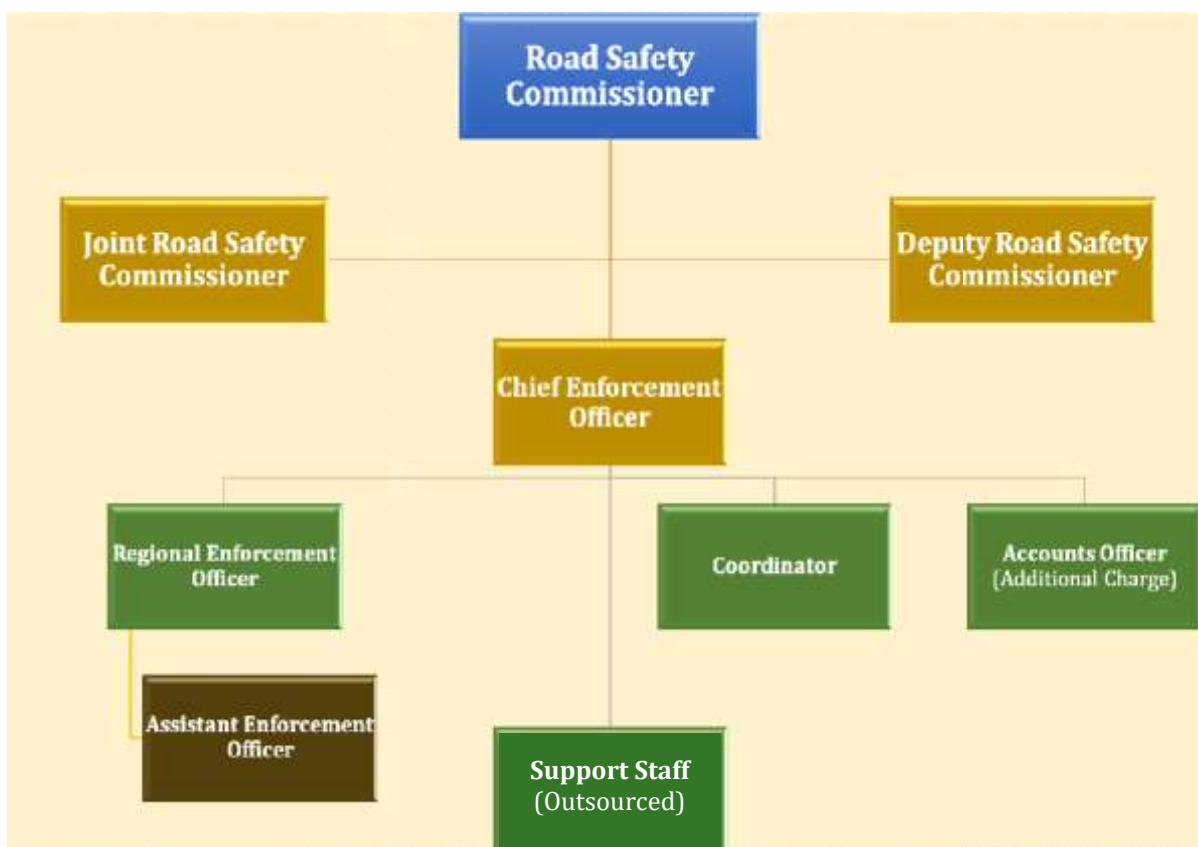 Road Safety
Commissioner
Joint Road Safety
Commissioner
Deputy Road Safety
Commissioner
Chief Enforcement
Officer
Regional Enforcement
Officer
Coordinator
Accounts Officer
(Additional Charge)
Assistant Enforcement
Officer
Support Staff
(Outsourced)